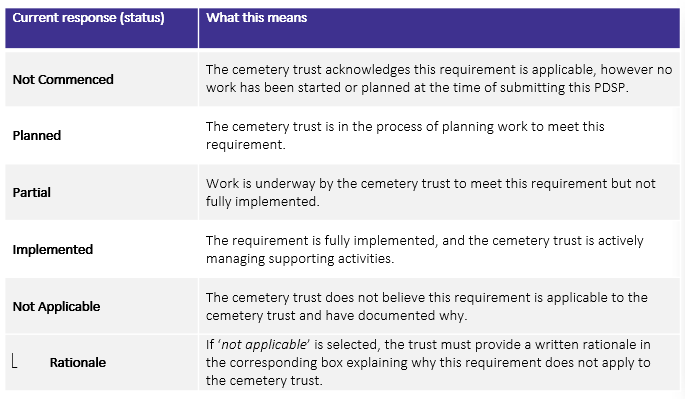 Current response (status)
What this means
Not Commenced
The cemetery trust acknowledges this requirement is applicable, however no
work has been started or planned at the time of submitting this PDSP.
Planned
The cemetery trust is in the process of planning work to meet this
requirement.
Partial
Work is underway by the cemetery trust to meet this requirement but not
fully implemented.
Implemented
The requirement is fully implemented, and the cemetery trust is actively
managing supporting activities.
Not Applicable
The cemetery trust does not believe this requirement is applicable to the
cemetery trust and have documented why.
Rationale
If ‘not applicable’ is selected, the trust must provide a written rationale in
the corresponding box explaining why this requirement does not apply to
the cemetery trust.